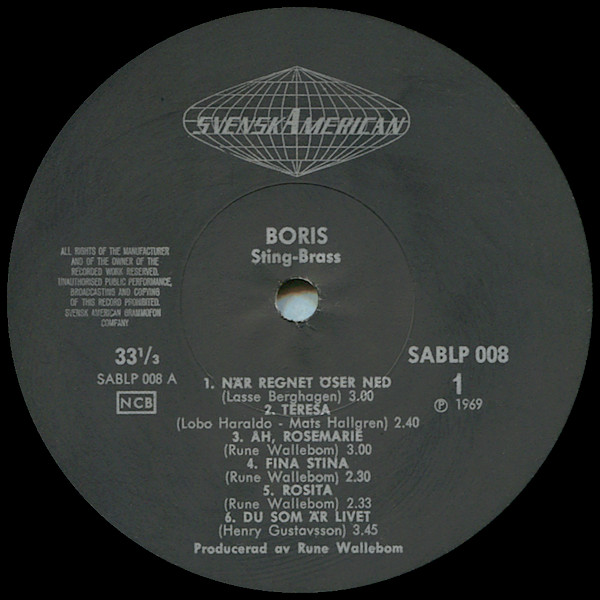 SVENSKAMERICAN
BORIS
Sting-Brass
ALL RIGHTS OF THE MANUFACTURER
AND OF THE OWNER OF THE
RECORDED WORK RESERVED.
UNAUTHORISED PUBLIC PERFORMANCE,
BROADCASTING AND COPYING
OF THIS RECORD PROHIBITED.
SVENSK AMERICAN GRAMMOFON
COMPANY
33 1/3
SABLP 008 A
NCB
SABLP 008
1
Ⓟ 1969
1. NÄR REGNET ÖSER NED
(Lasse Berghagen) 3.00
2. TERESA
(Lobo Haraldo - Mats Hallgren) 2.40
3. AH, ROSEMARIE
(Rune Wallebom) 3.00
4. FINA STINA
(Rune Wallebom) 2.30
5. ROSITA
(Rune Wallebom) 2.33
6. DU SOM ÄR LIVET
(Henry Gustavsson) 3.45
Producerad av Rune Wallebom